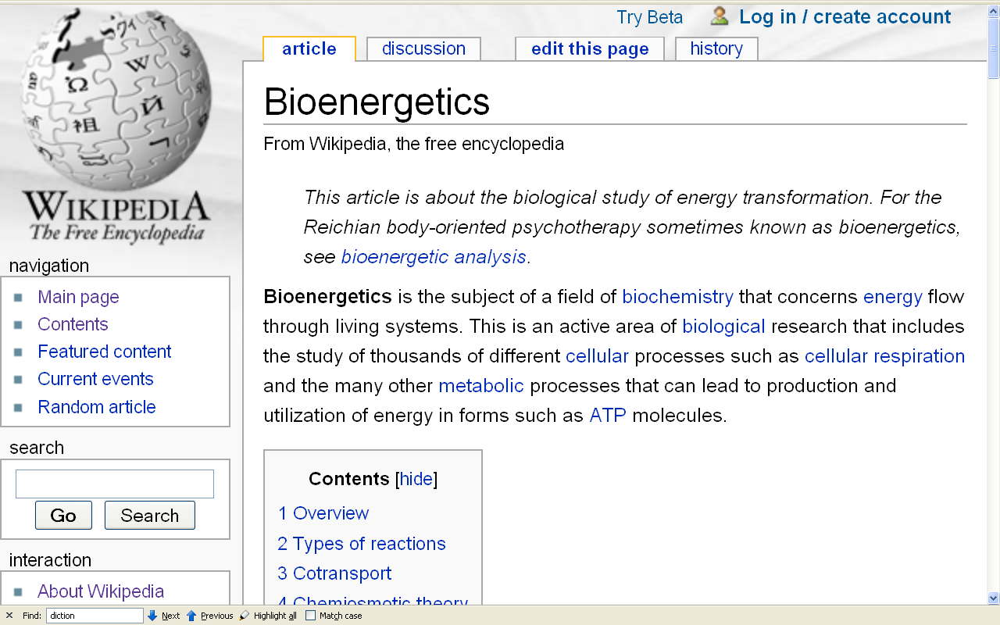 Try Beta Log in / create account
article discussion edit this page history
Bioenergetics
From Wikipedia, the free encyclopedia
This article is about the biological study of energy transformation. For the
Reichian body-oriented psychotherapy sometimes known as bioenergetics,
see bioenergetic analysis.
Bioenergetics is the subject of a field of biochemistry that concerns energy flow
through living systems. This is an active area of biological research that includes
the study of thousands of different cellular processes such as cellular respiration
and the many other metabolic processes that can lead to production and
utilization of energy in forms such as ATP molecules.
Contents [hide]
1 Overview
2 Types of reactions
3 Cotransport
4 Chemiosmotic theory
Ω W И 祖
WIKIPEDIA
The Free Encyclopedia
navigation
Main page
Contents
Featured content
Current events
Random article
search
Go Search
interaction
About Wikipedia
Find: diction Next Previous Highlight all Match case